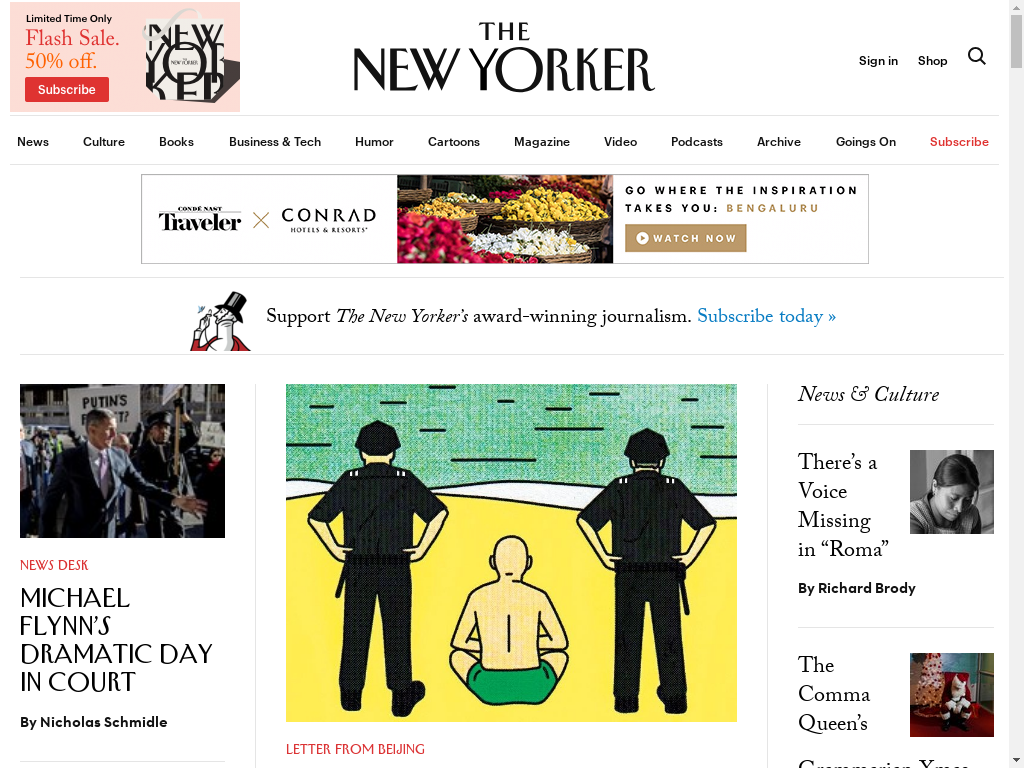 Limited Time Only
Flash Sale.
50% off.
Subscribe
THE
NEW YORKER
Sign in
Shop
News
Culture
Books
Business & Tech
Humor
Cartoons
Magazine
Video
Podcasts
Archive
Goings On
Subscribe
CONDÉ NAST
Traveler
CONRAD
HOTELS & RESORTS®
GO WHERE THE INSPIRATION
TAKES YOU: BENGALURU
WATCH NOW
Support The New Yorker’s award-winning journalism. Subscribe today »
PUTIN'S
NEWS DESK
MICHAEL
FLYNN’S
DRAMATIC DAY
IN COURT
By Nicholas Schmidle
LETTER FROM BEIJING
News & Culture
There’s a
Voice
Missing
in “Roma”
By Richard Brody
The
Comma
Queen’s